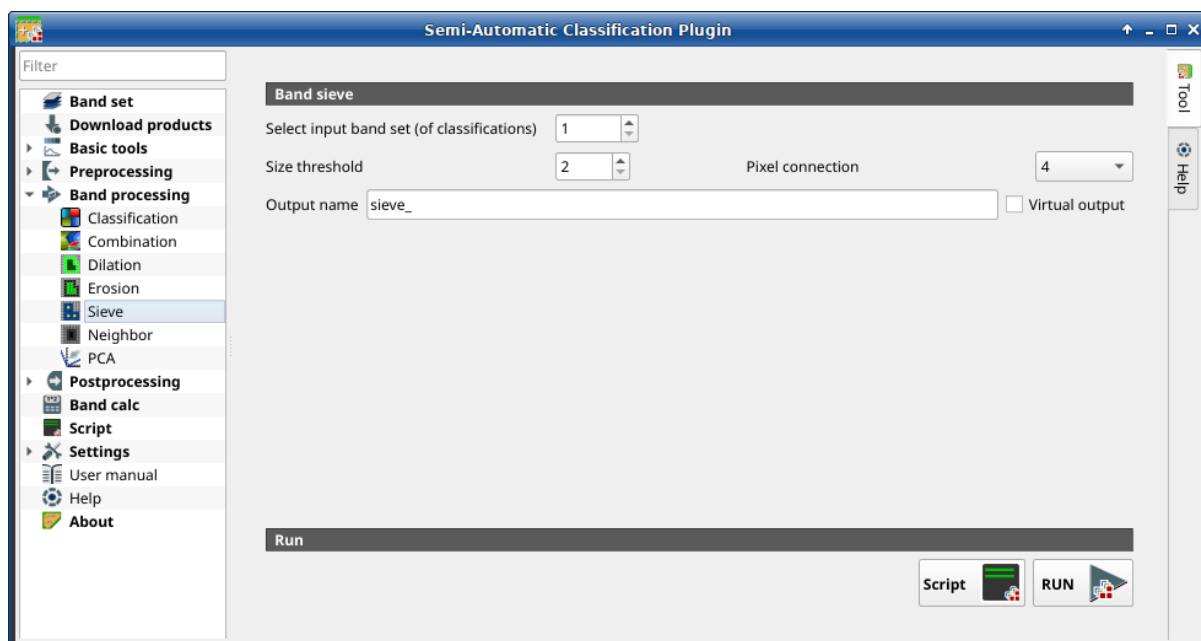 Semi-Automatic Classification Plugin
Filter
Band set
Download products
Basic tools
Preprocessing
Band processing
Classification
Combination
Dilation
Erosion
Sieve
Neighbor
PCA
Postprocessing
Band calc
Script
Settings
User manual
Help
About
Band sieve
Select input band set (of classifications) 1
Size threshold 2 Pixel connection 4
Output name sieve_ Virtual output
Run
Script RUN
Tool
Help